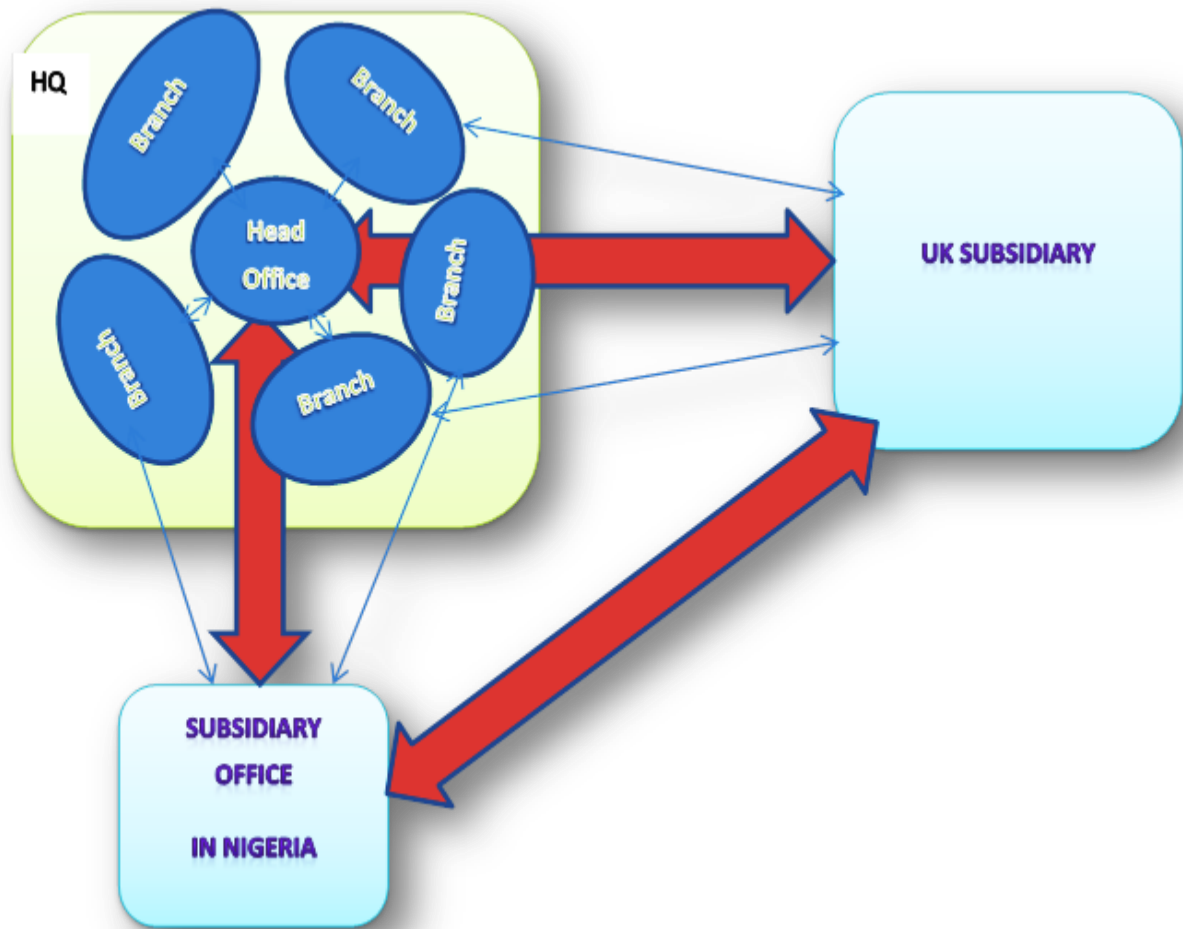 HQ
Branch
Branch
Head
Office
Branch
Branch
Branch
UK SUBSIDIARY
SUBSIDIARY
OFFICE
IN NIGERIA